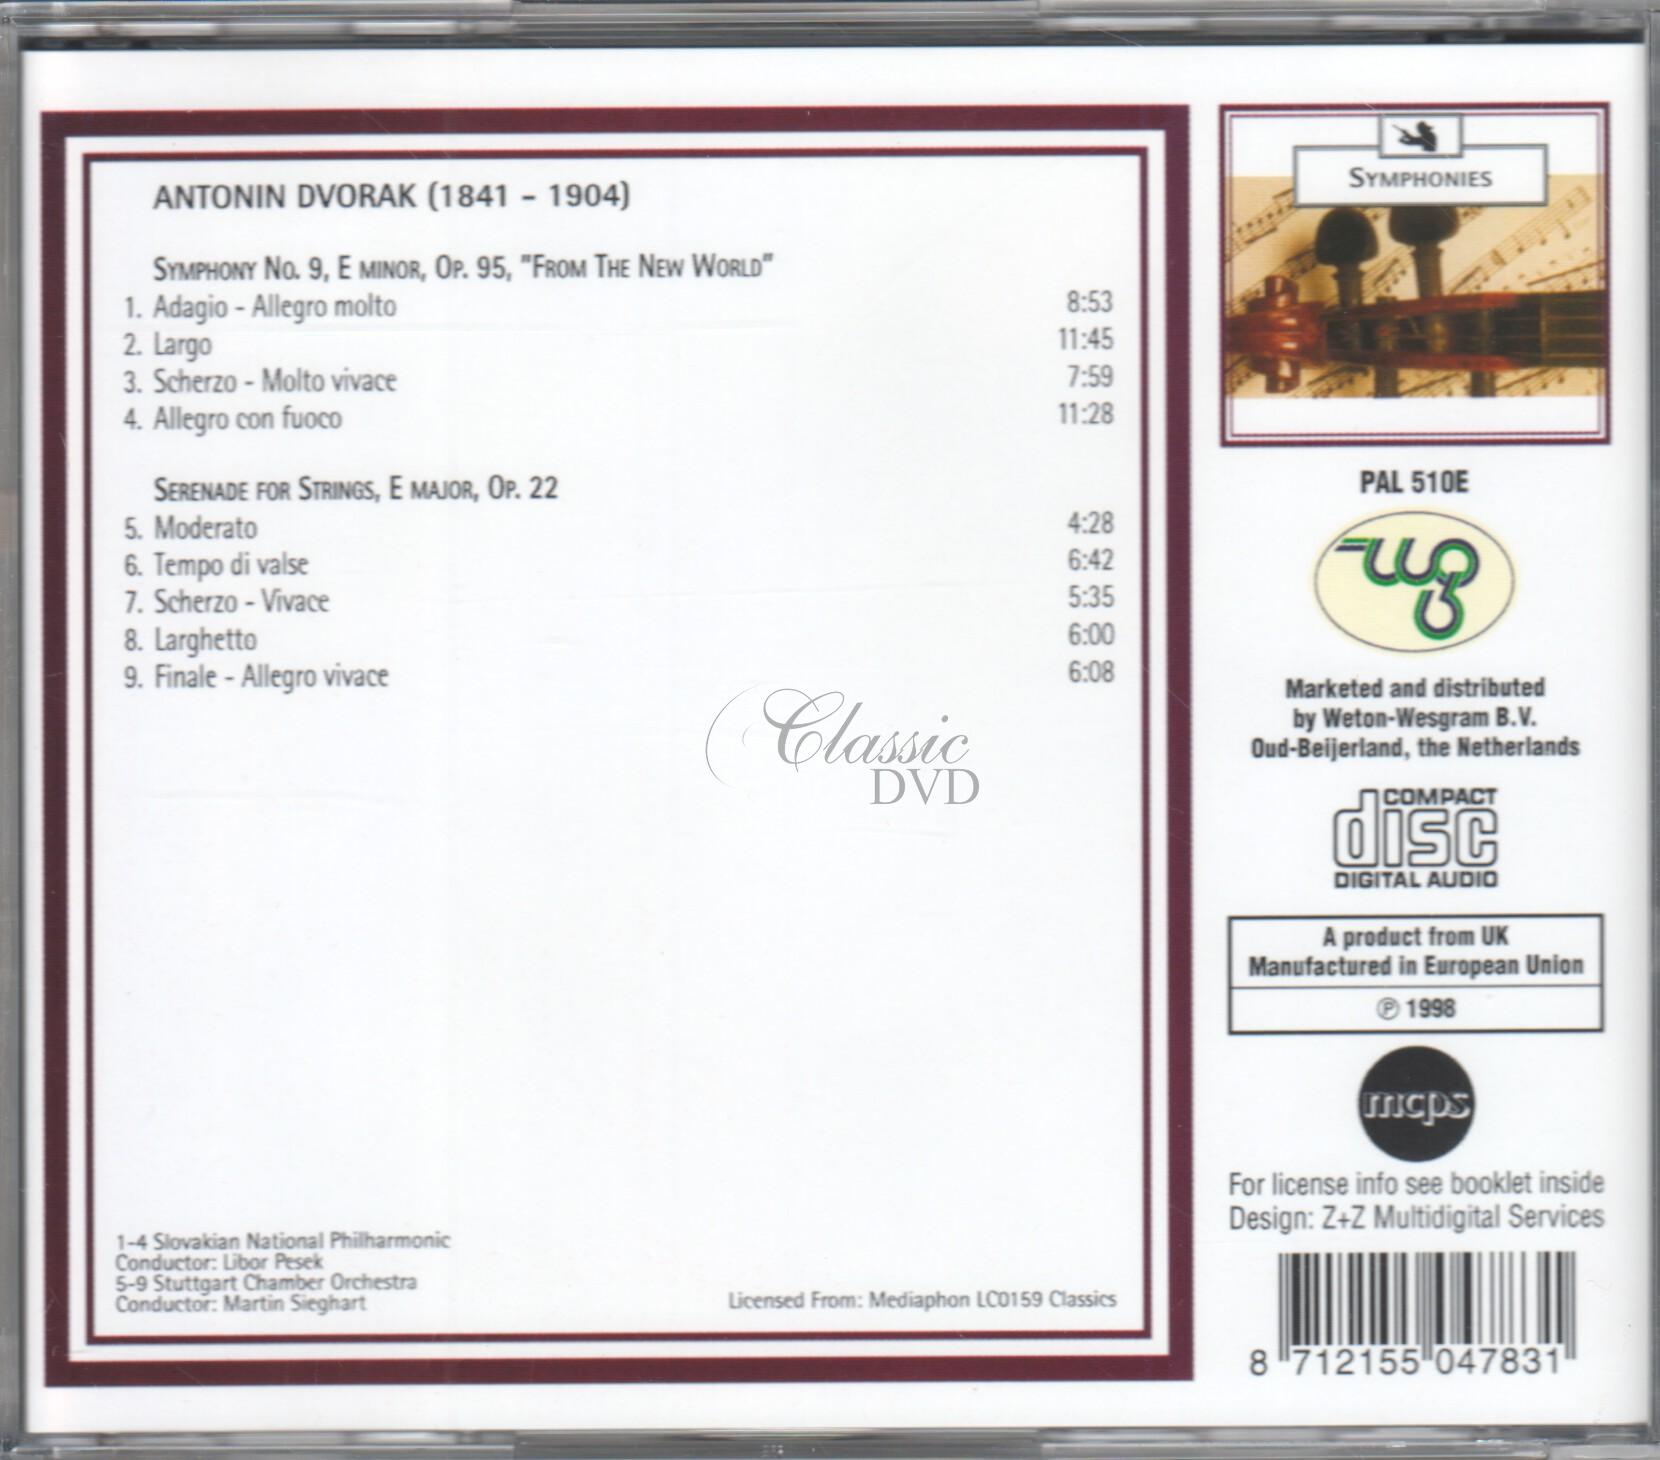 ANTONIN DVORAK (1841 – 1904)
SYMPHONY NO. 9, E MINOR, OP. 95, "FROM THE NEW WORLD"
1. Adagio - Allegro molto 8:53
2. Largo 11:45
3. Scherzo - Molto vivace 7:59
4. Allegro con fuoco 11:28
SERENADE FOR STRINGS, E MAJOR, OP. 22
5. Moderato 4:28
6. Tempo di valse 6:42
7. Scherzo - Vivace 5:35
8. Larghetto 6:00
9. Finale - Allegro vivace 6:08
Classic
DVD
1-4 Slovakian National Philharmonic
Conductor: Libor Pesek
5-9 Stuttgart Chamber Orchestra
Conductor: Martin Sieghart
Licensed From: Mediaphon LC0159 Classics
SYMPHONIES
PAL 510E
Marketed and distributed
by Weton-Wesgram B.V.
Oud-Beijerland, the Netherlands
COMPACT
disc
DIGITAL AUDIO
A product from UK
Manufactured in European Union
℗ 1998
mcps
For license info see booklet inside
Design: Z+Z Multidigital Services
8 712155 047831